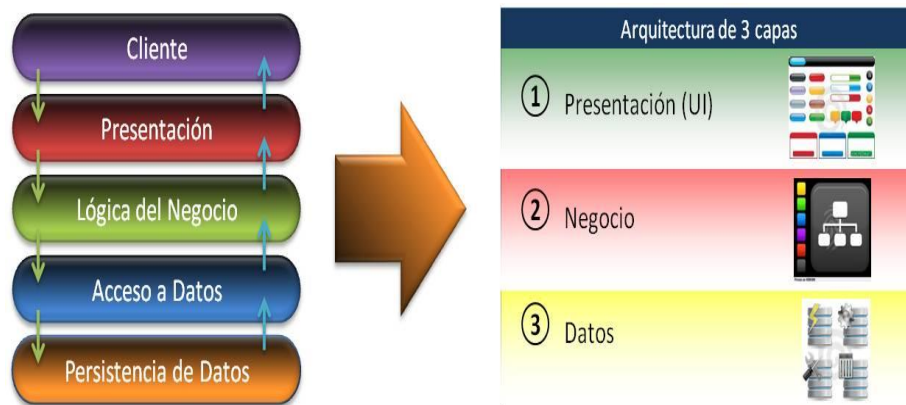 Cliente
Presentación
Lógica del Negocio
Acceso a Datos
Persistencia de Datos
Arquitectura de 3 capas
1 Presentación (UI)
2 Negocio
3 Datos